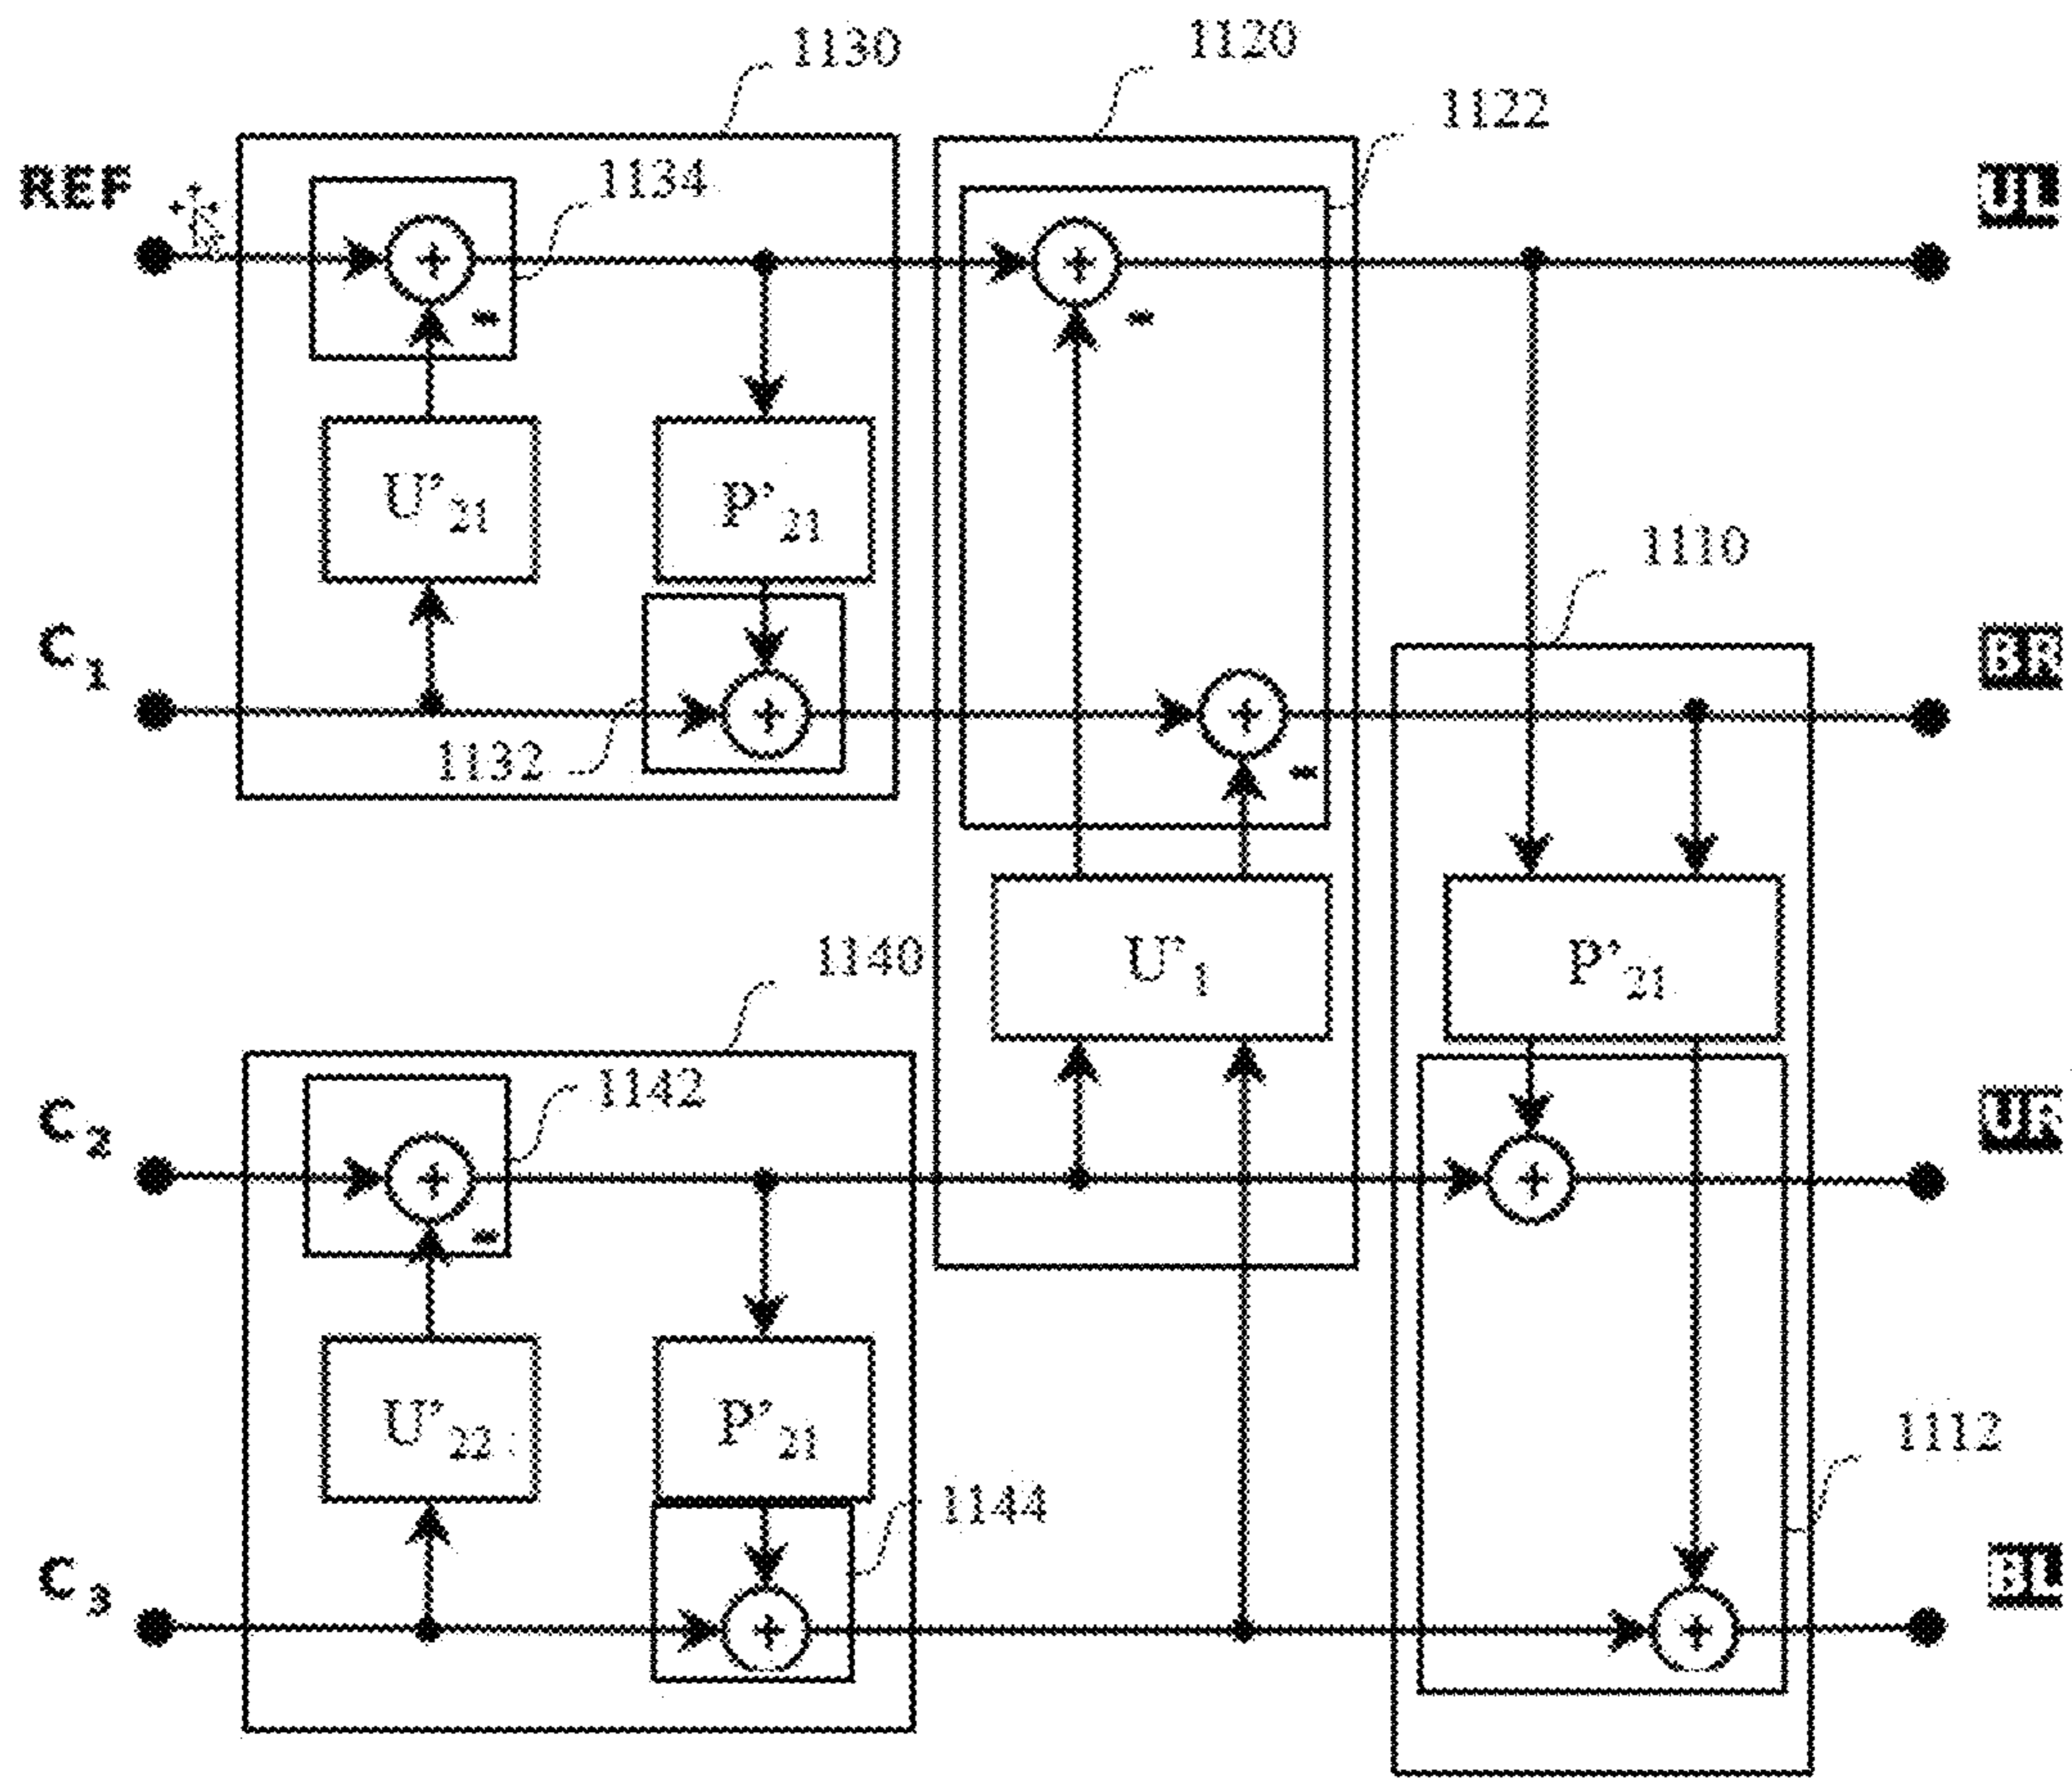 1130
1120
1122
REF
1134
UL
+
+
-
-
U'21
P'21
1110
C1
BR
+
+
1132
-
1140
U'1
P'21
C2
1142
UR
+
+
-
U'22
P'21
1112
1144
C3
BL
+
+